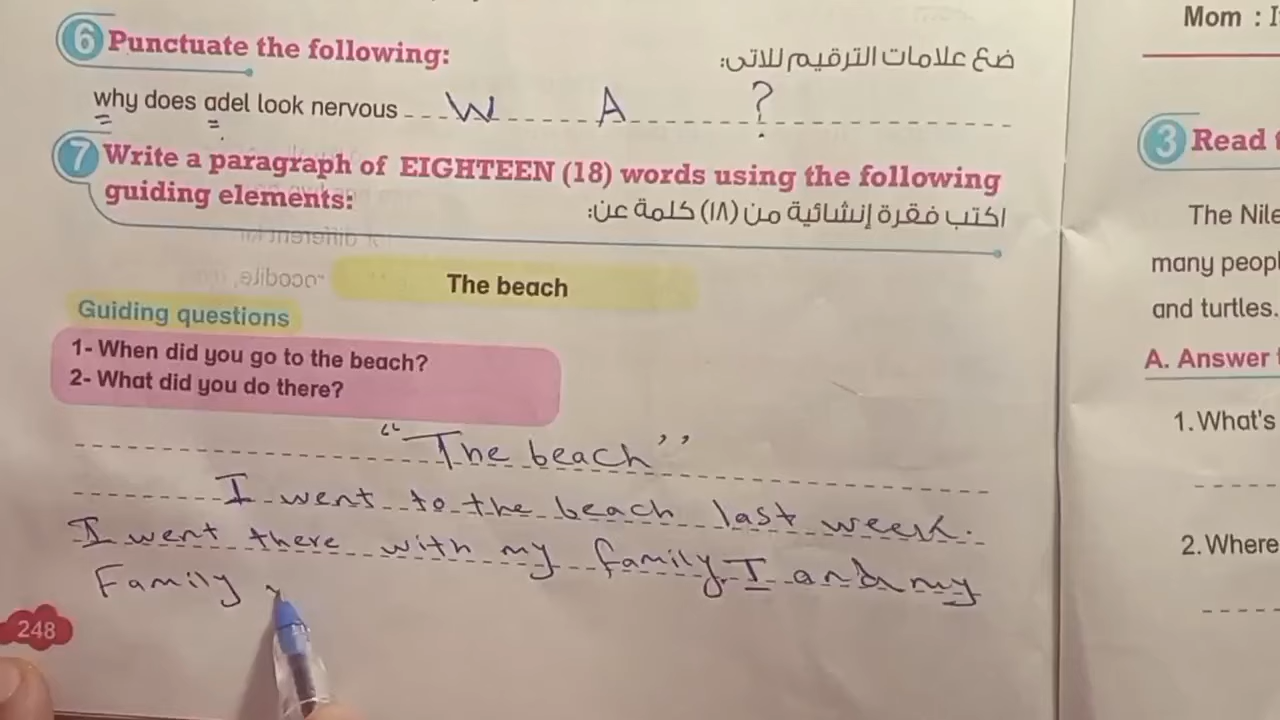 6 Punctuate the following:
ضع علامات الترقيم للاتى:
why does adel look nervous W A ?
7 Write a paragraph of EIGHTEEN (18) words using the following
guiding elements:
اكتب فقرة إنشائية من (١٨) كلمة عن:
The beach
Guiding questions
1- When did you go to the beach?
2- What did you do there?
“The beach”
I went to the beach last week.
I went there with my family. I and my
Family
248
Mom : I
3 Read
The Nile
many peopl
and turtles.
A. Answer
1. What's
2. Where